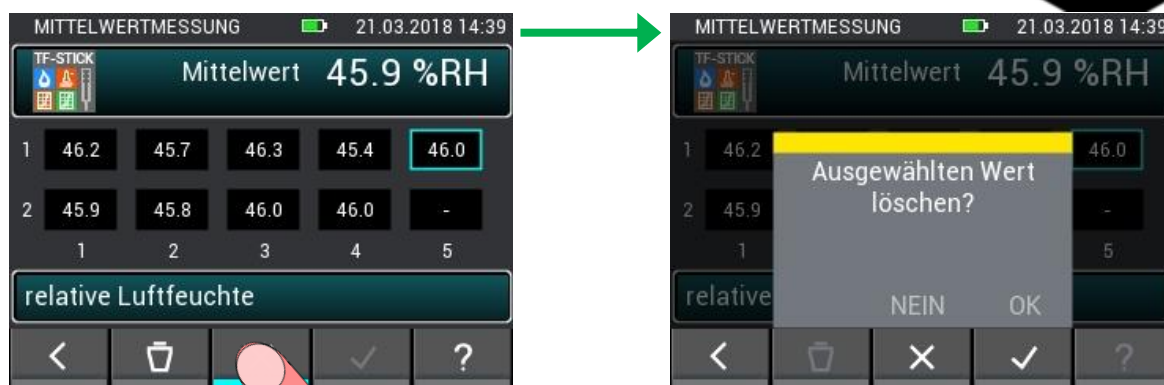 MITTELWERTMESSUNG 21.03.2018 14:39
TF-STICK
Mittelwert 45.9 %RH
1 46.2 45.7 46.3 45.4 46.0
2 45.9 45.8 46.0 46.0 -
1 2 3 4 5
relative Luftfeuchte
?
MITTELWERTMESSUNG 21.03.2018 14:39
TF-STICK
Mittelwert 45.9 %RH
1 46.2 46.0
2 45.9 -
1 5
Ausgewählten Wert
löschen?
relative
NEIN OK
?